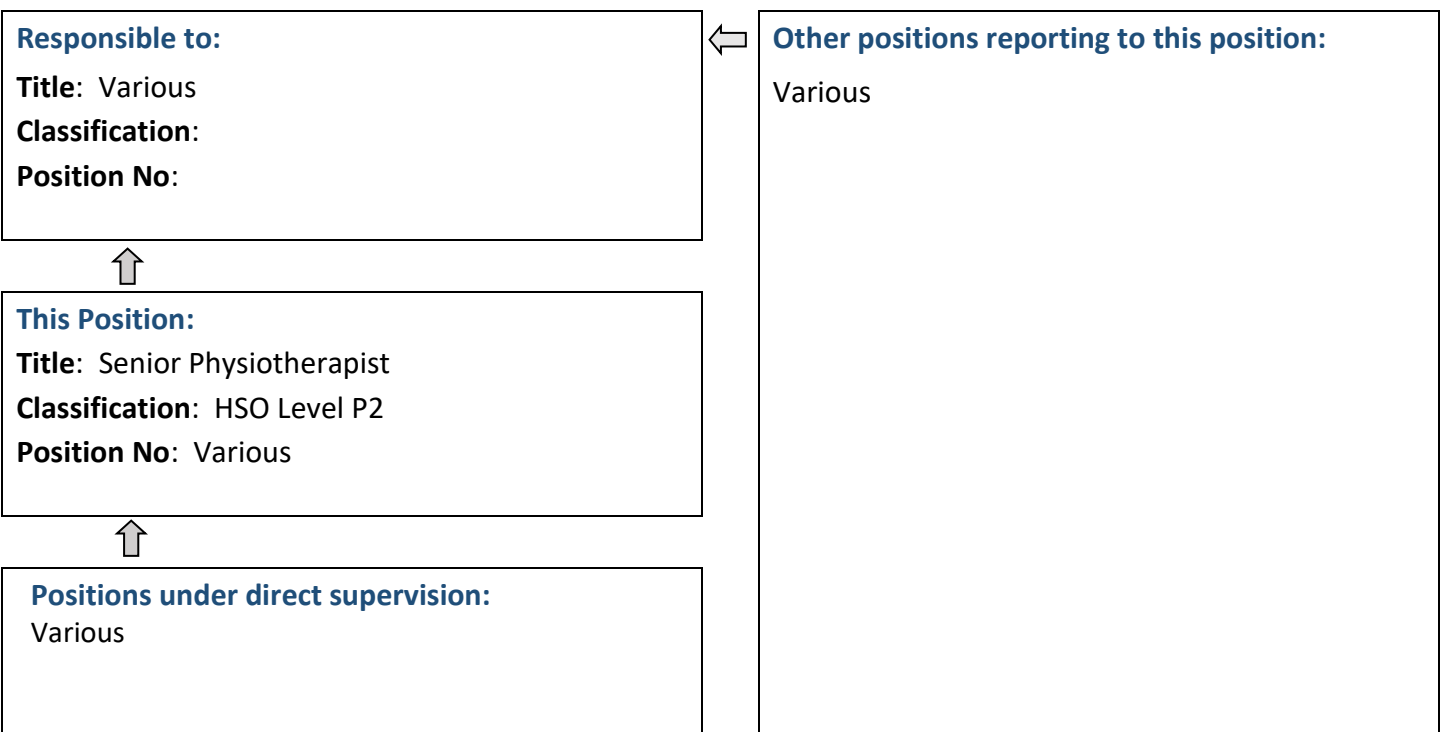 Responsible to:
Title: Various
Classification:
Position No:
Other positions reporting to this position:
Various
This Position:
Title: Senior Physiotherapist
Classification: HSO Level P2
Position No: Various
Positions under direct supervision:
Various